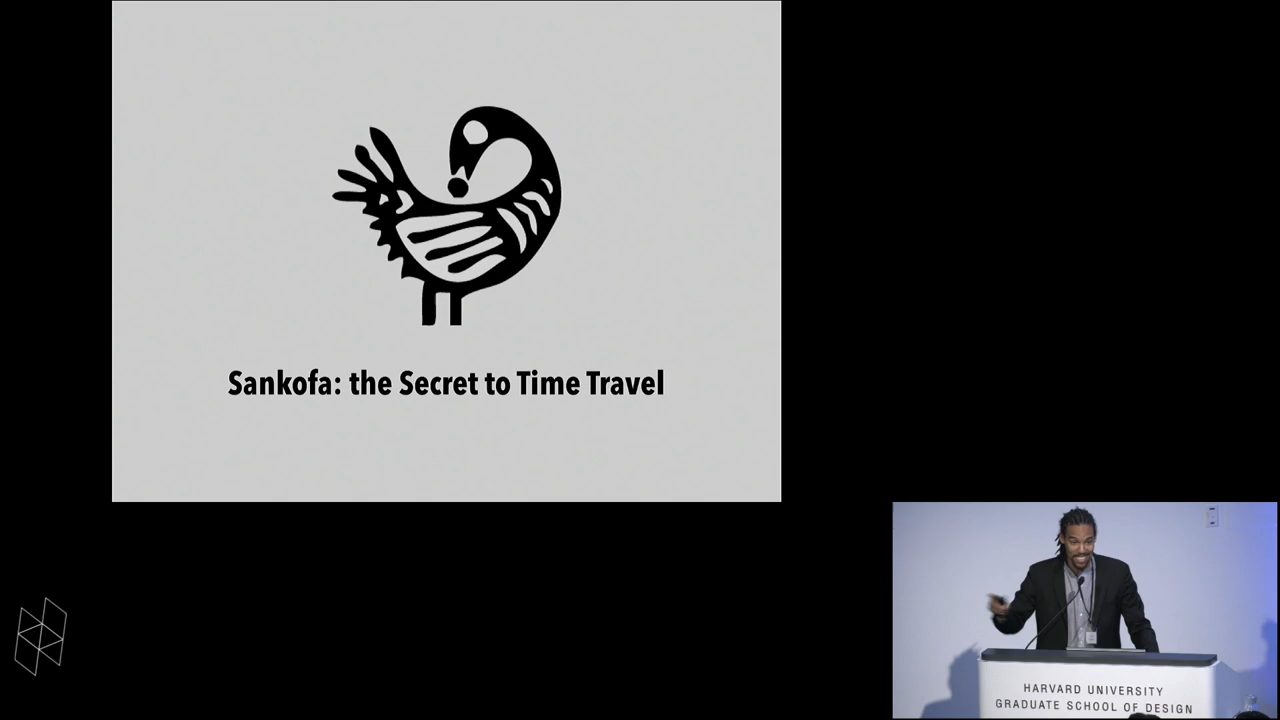 Sankofa: the Secret to Time Travel
HARVARD UNIVERSITY
GRADUATE SCHOOL OF DESIGN